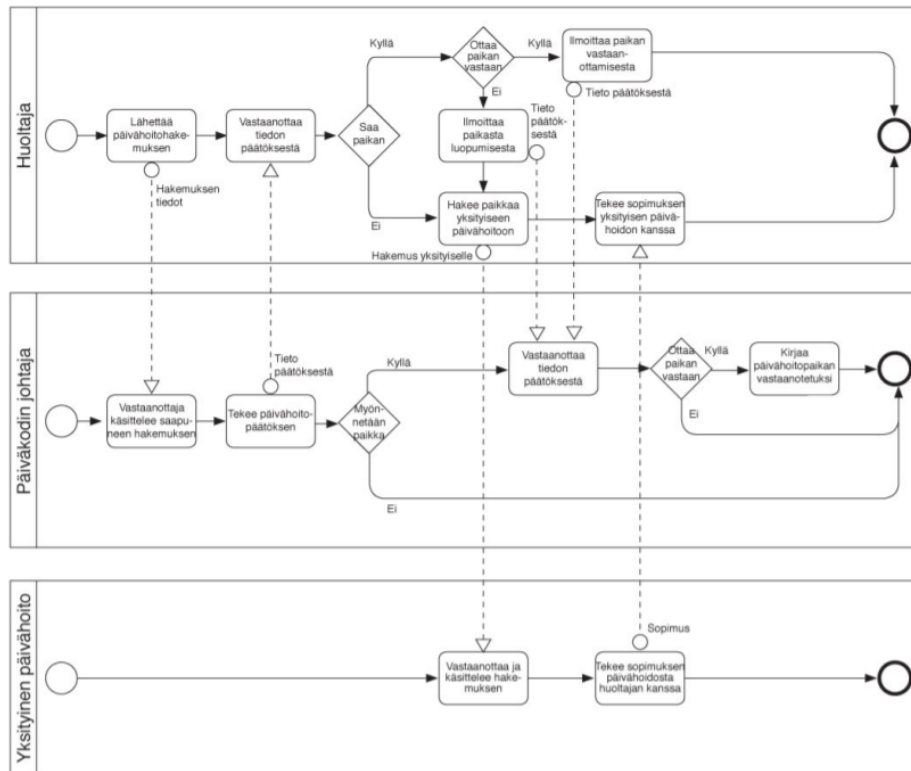 Huoltaja
Lähettää
päivähoitohake-
muksen
Hakemuksen
tiedot
Vastaanottaa
tiedon
päätöksestä
Saa
paikan
Kyllä
Ei
Ottaa
paikan
vastaan
Kyllä
Ei
Ilmoittaa paikan
vastaan-
ottamisesta
Tieto päätöksestä
Ilmoittaa
paikasta
luopumisesta
Tieto
päätök-
sestä
Hakee paikkaa
yksityiseen
päivähoitoon
Hakemus yksityiselle
Tekee sopimuksen
yksityisen päivä-
hoidon kanssa
Päiväkodin johtaja
Vastaanottaja
käsittelee saapu-
neen hakemuksen
Tieto
päätöksestä
Tekee päivähoito-
päätöksen
Myön-
netään
paikka
Kyllä
Ei
Vastaanottaa
tiedon
päätöksestä
Ottaa
paikan
vastaan
Kyllä
Ei
Kirjaa
päivähoitopaikan
vastaanotetuksi
Yksityinen päivähoito
Vastaanottaa ja
käsittelee hake-
muksen
Sopimus
Tekee sopimuksen
päivähoidosta
huoltajan kanssa